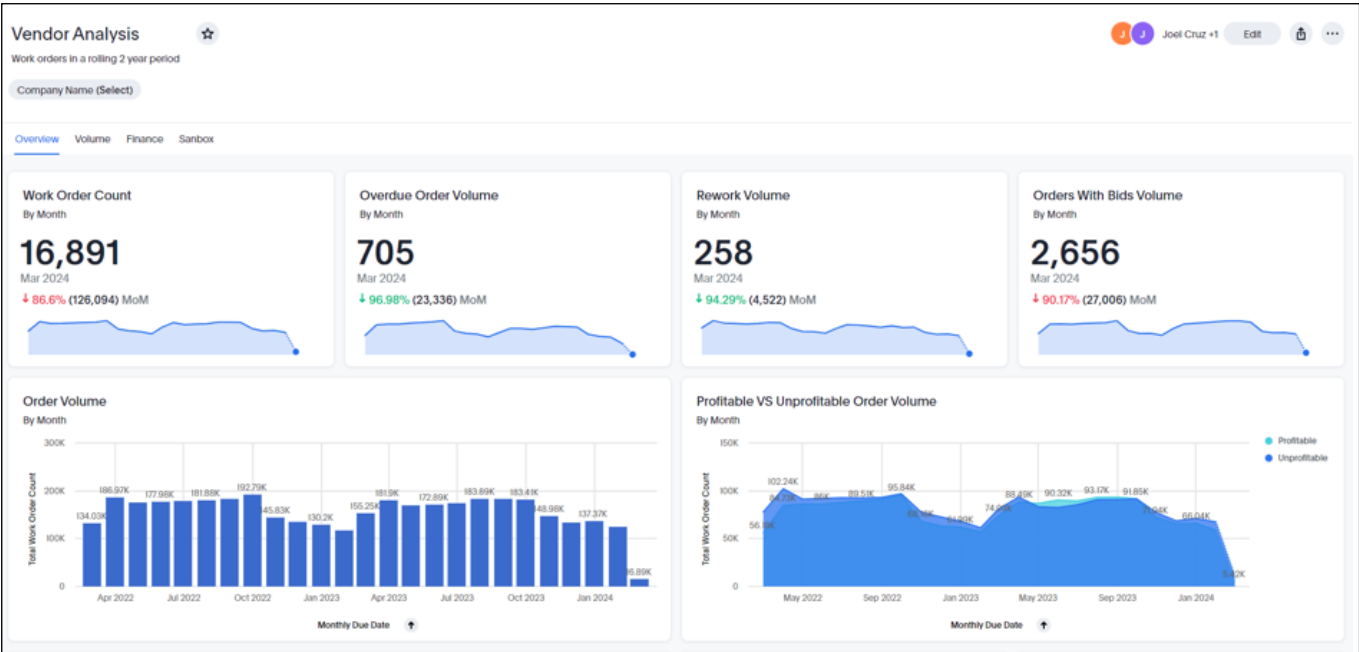 Vendor Analysis
J J Joel Cruz +1 Edit
Work orders in a rolling 2 year period
Company Name (Select)
Overview Volume Finance Sanbox
Work Order Count
By Month
16,891
Mar 2024
86.6% (126,094) MoM
Overdue Order Volume
By Month
705
Mar 2024
96.98% (23,336) MoM
Rework Volume
By Month
258
Mar 2024
94.29% (4,522) MoM
Orders With Bids Volume
By Month
2,656
Mar 2024
90.17% (27,006) MoM
Order Volume
By Month
Total Work Order Count
300K
200K
100K
0
134.03K 186.97K 177.98K 181.88K 192.79K 145.83K 130.2K 155.25K 181.9K 172.89K 183.89K 183.41K 148.98K 137.37K 16.89K
Apr 2022 Jul 2022 Oct 2022 Jan 2023 Apr 2023 Jul 2023 Oct 2023 Jan 2024
Monthly Due Date
Profitable VS Unprofitable Order Volume
By Month
Profitable
Unprofitable
Total Work Order Count
150K
100K
50K
0
102.24K 86K 89.51K 95.84K 88.49K 90.32K 93.17K 91.85K 66.04K
May 2022 Sep 2022 Jan 2023 May 2023 Sep 2023 Jan 2024
Monthly Due Date